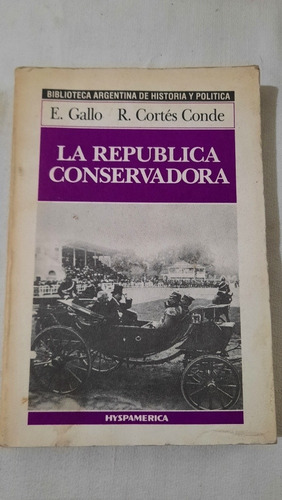 BIBLIOTECA ARGENTINA DE HISTORIA Y POLITICA
E. Gallo R. Cortés Conde
LA REPUBLICA
CONSERVADORA
HYSPAMERICA